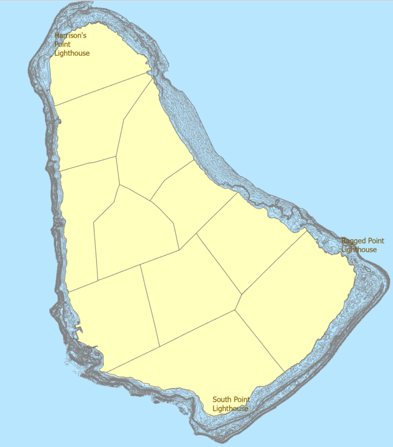 Harrison's
Point
Lighthouse
Ragged Point
Lighthouse
South Point
Lighthouse